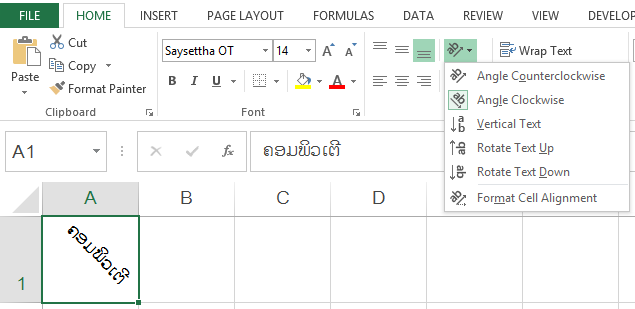 FILE HOME INSERT PAGE LAYOUT FORMULAS DATA REVIEW VIEW DEVELOP
Cut
Copy
Format Painter
Paste
Clipboard
Saysettha OT 14 A A
B I U A
Font
Wrap Text
Angle Counterclockwise
Angle Clockwise
Vertical Text
Rotate Text Up
Rotate Text Down
Format Cell Alignment
A1 fx ຄອມພິວເຕີ
A B C D
1 ຄອມພິວເຕີ